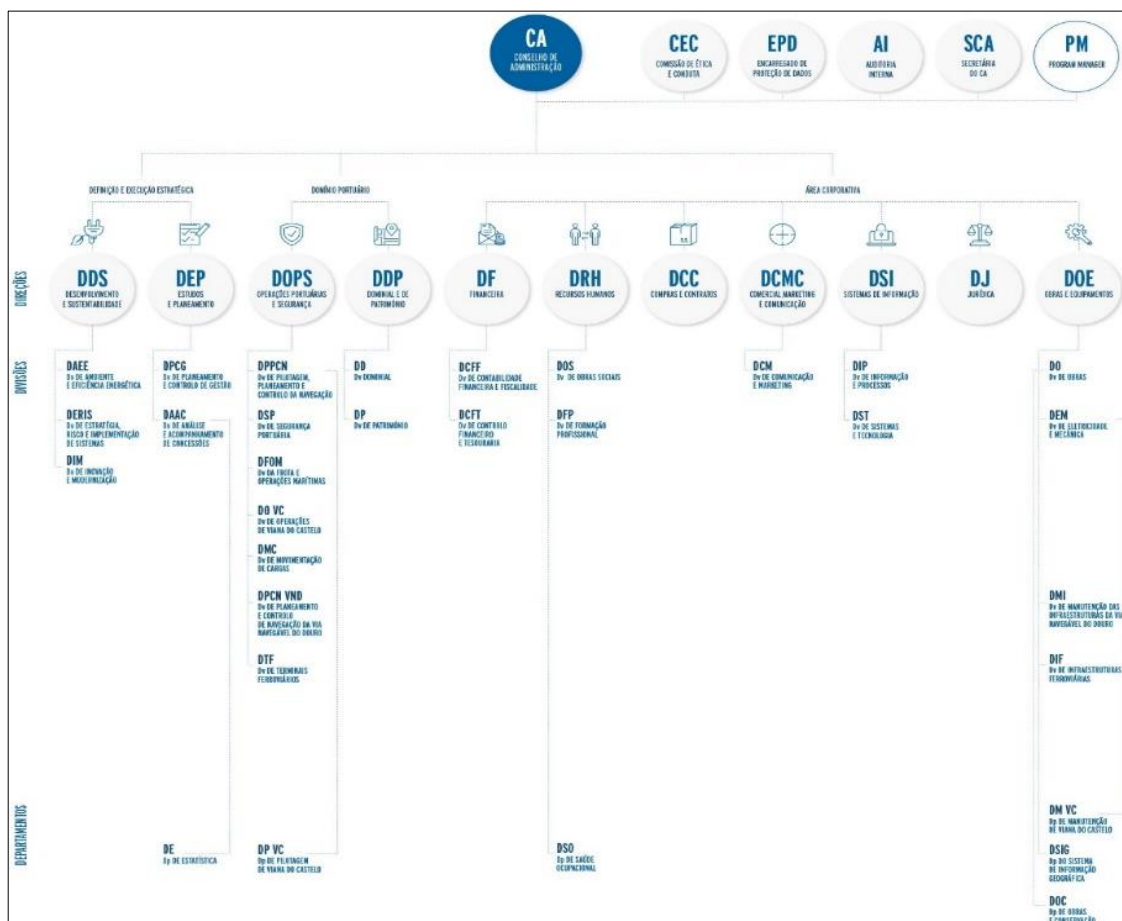 CA
CONSELHO DE
ADMINISTRAÇÃO
CEC
COMISSÃO DE ÉTICA
E CONDUTA
EPD
ENCARREGADO DE
PROTEÇÃO DE DADOS
AI
AUDITORIA
INTERNA
SCA
SECRETÁRIA
DO CA
PM
PROGRAM MANAGER
DEFINIÇÃO E EXECUÇÃO ESTRATÉGICA
DOMÍNIO PORTUÁRIO
ÁREA CORPORATIVA
DIREÇÕES
DDS
DESENVOLVIMENTO
E SUSTENTABILIDADE
DEP
ESTUDOS
E PLANEAMENTO
DOPS
OPERAÇÕES PORTUÁRIAS
E SEGURANÇA
DDP
DOMINIAL E DE
PATRIMÓNIO
DF
FINANCEIRA
DRH
RECURSOS HUMANOS
DCC
COMPRAS E CONTRATOS
DCMC
COMERCIAL, MARKETING
E COMUNICAÇÃO
DSI
SISTEMAS DE INFORMAÇÃO
DJ
JURÍDICA
DOE
OBRAS E EQUIPAMENTOS
DIVISÕES
DAEE
Dv DE AMBIENTE
E EFICIÊNCIA ENERGÉTICA
DERIS
Dv DE ESTRATÉGIA,
RISCO E IMPLEMENTAÇÃO
DE SISTEMAS
DIM
Dv DE INOVAÇÃO
E MODERNIZAÇÃO
DPCG
Dv DE PLANEAMENTO
E CONTROLO DE GESTÃO
DAAC
Dv DE ANÁLISE
E ACOMPANHAMENTO
DE CONCESSÕES
DPPCN
Dv DE PILOTAGEM,
PLANEAMENTO E
CONTROLO DA NAVEGAÇÃO
DSP
Dv DE SEGURANÇA
PORTUÁRIA
DFOM
Dv DA FROTA E
OPERAÇÕES MARÍTIMAS
DO VC
Dv DE OPERAÇÕES
DE VIANA DO CASTELO
DMC
Dv DE MOVIMENTAÇÃO
DE CARGAS
DPCN VND
Dv DE PLANEAMENTO
E CONTROLO
DE NAVEGAÇÃO DA VIA
NAVEGÁVEL DO DOURO
DTF
Dv DE TERMINAIS
FERROVIÁRIOS
DD
Dv DOMINIAL
DP
Dv DE PATRIMÓNIO
DCFF
Dv DE CONTABILIDADE
FINANCEIRA E FISCALIDADE
DCFT
Dv DE CONTROLO
FINANCEIRO
E TESOURARIA
DOS
Dv DE OBRAS SOCIAIS
DFP
Dv DE FORMAÇÃO
PROFISSIONAL
DCM
Dv DE COMUNICAÇÃO
E MARKETING
DIP
Dv DE INFORMAÇÃO
E PROCESSOS
DST
Dv DE SISTEMAS
E TECNOLOGIA
DO
Dv DE OBRAS
DEM
Dv DE ELETRICIDADE
E MECÂNICA
DMI
Dv DE MANUTENÇÃO DAS
INFRAESTRUTURAS DA VIA
NAVEGÁVEL DO DOURO
DIF
Dv DE INFRAESTRUTURAS
FERROVIÁRIAS
DEPARTAMENTOS
DE
Dp DE ESTATÍSTICA
DP VC
Dp DE PILOTAGEM
DE VIANA DO CASTELO
DSO
Dp DE SAÚDE
OCUPACIONAL
DM VC
Dp DE MANUTENÇÃO
DE VIANA DO CASTELO
DSIG
Dp DO SISTEMA
DE INFORMAÇÃO
GEOGRÁFICA
DOC
Dp DE OBRAS
E CONSERVAÇÃO